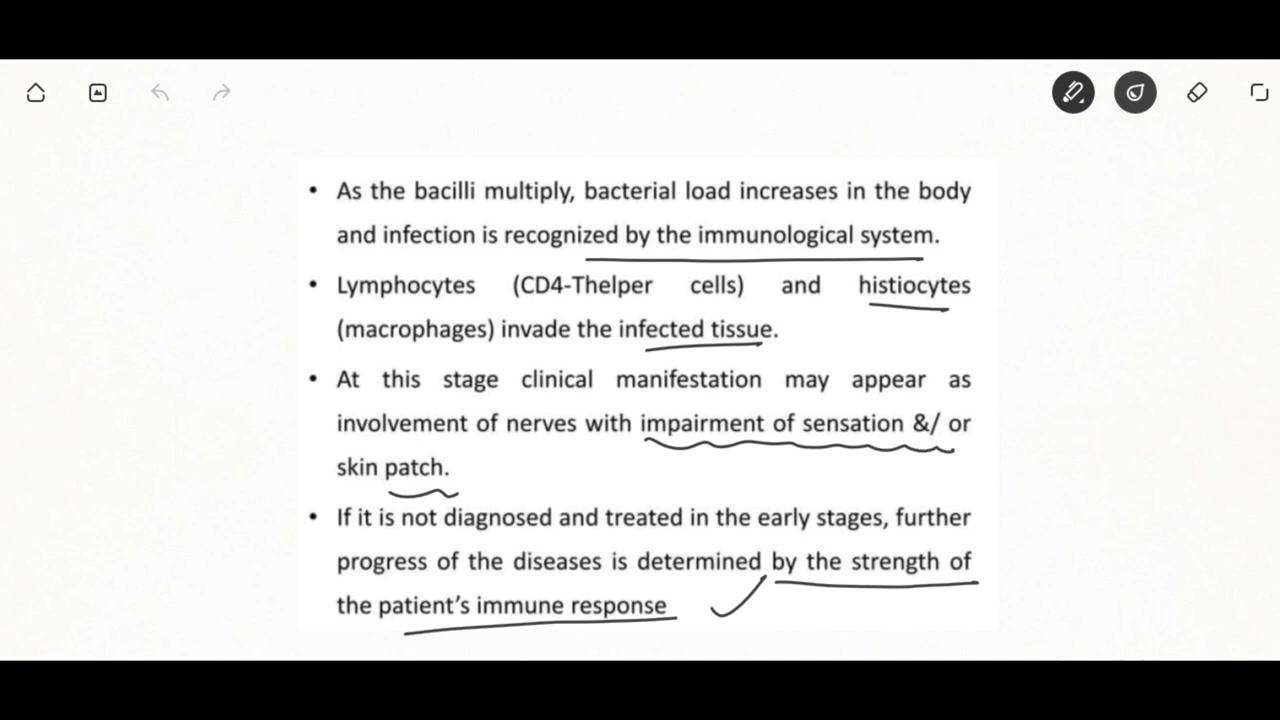 • As the bacilli multiply, bacterial load increases in the body
and infection is recognized by the immunological system.
• Lymphocytes (CD4-Thelper cells) and histiocytes
(macrophages) invade the infected tissue.
• At this stage clinical manifestation may appear as
involvement of nerves with impairment of sensation &/ or
skin patch.
• If it is not diagnosed and treated in the early stages, further
progress of the diseases is determined by the strength of
the patient’s immune response